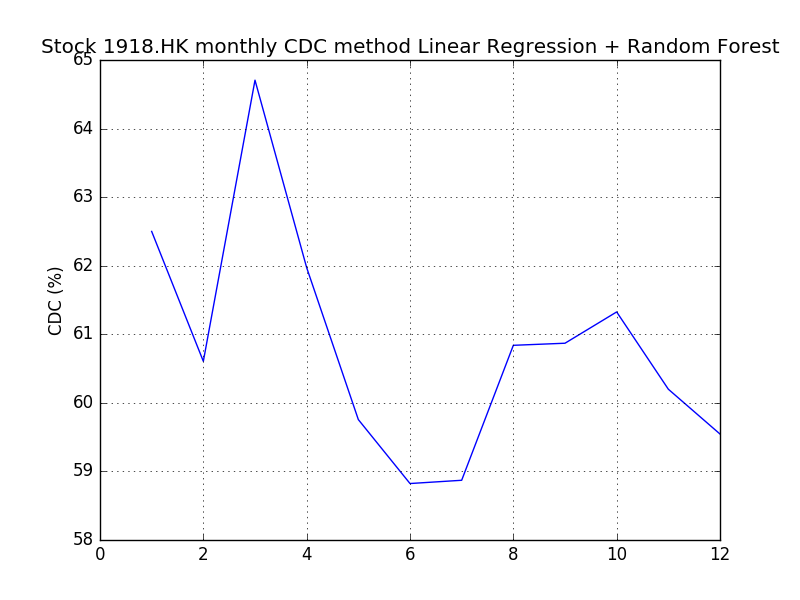 Stock 1918.HK monthly CDC method Linear Regression + Random Forest
65
64
63
62
CDC (%)
61
60
59
58
0 2 4 6 8 10 12